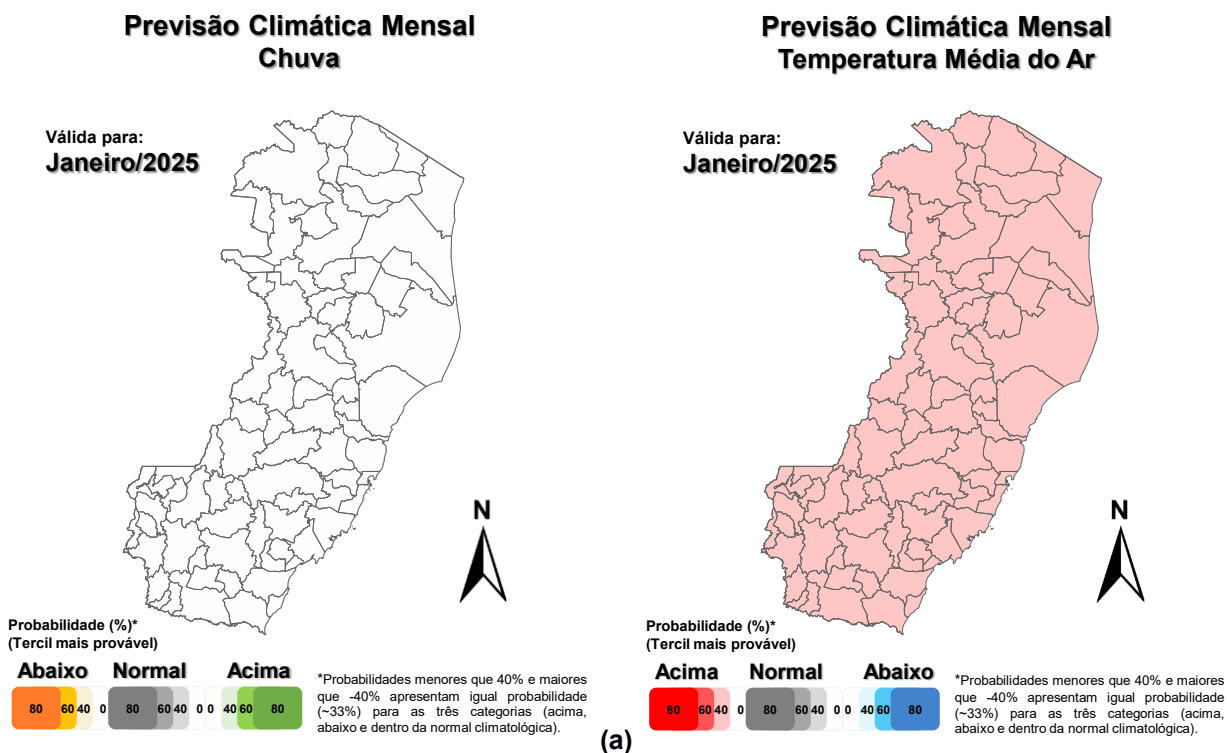 Previsão Climática Mensal
Chuva
Válida para:
Janeiro/2025
N
Probabilidade (%)*
(Tercil mais provável)
Abaixo Normal Acima
80 60 40 0 80 60 40 0 0 40 60 80
*Probabilidades menores que 40% e maiores
que -40% apresentam igual probabilidade
(~33%) para as três categorias (acima,
abaixo e dentro da normal climatológica).
Previsão Climática Mensal
Temperatura Média do Ar
Válida para:
Janeiro/2025
N
Probabilidade (%)*
(Tercil mais provável)
Acima Normal Abaixo
80 60 40 0 80 60 40 0 0 40 60 80
*Probabilidades menores que 40% e maiores
que -40% apresentam igual probabilidade
(~33%) para as três categorias (acima,
abaixo e dentro da normal climatológica).
(a)